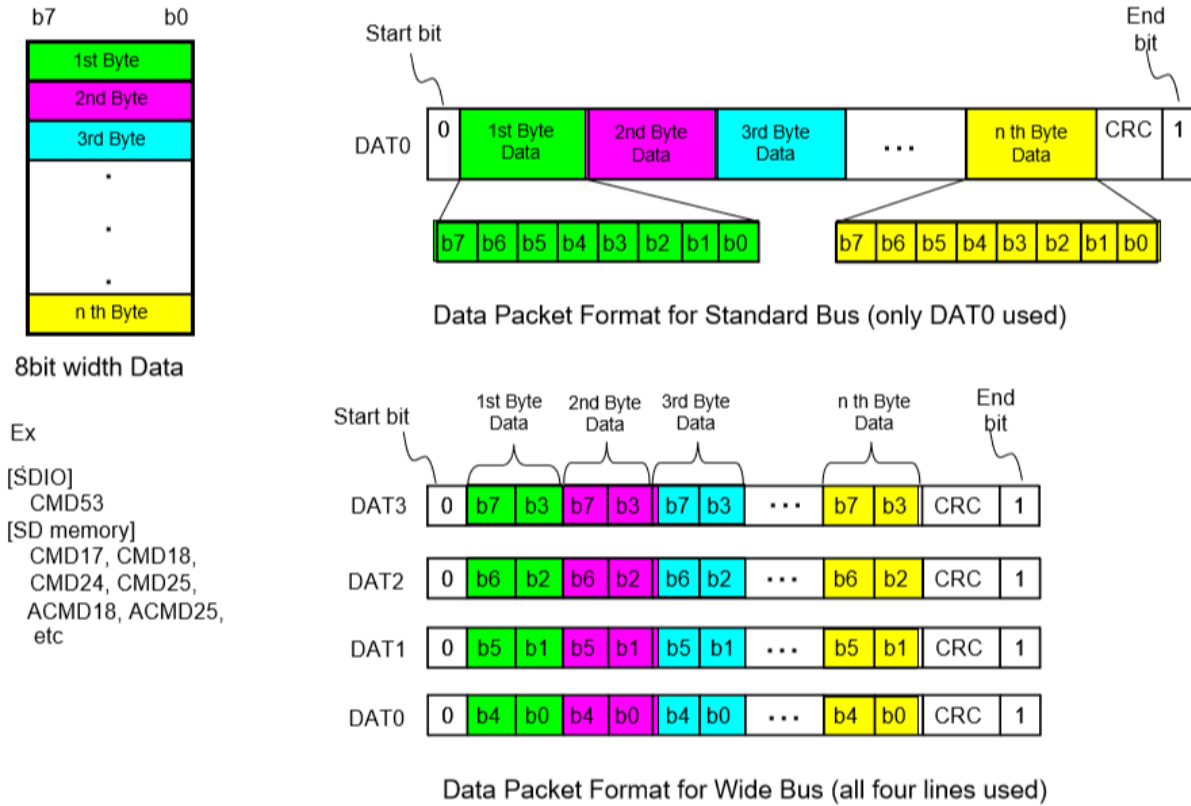 b7 b0
1st Byte
2nd Byte
3rd Byte
.
.
.
n th Byte
8bit width Data
Ex
[SDIO]
CMD53
[SD memory]
CMD17, CMD18,
CMD24, CMD25,
ACMD18, ACMD25,
etc
Start bit
End
bit
DAT0 0 1st Byte Data 2nd Byte Data 3rd Byte Data ... n th Byte Data CRC 1
b7 b6 b5 b4 b3 b2 b1 b0 b7 b6 b5 b4 b3 b2 b1 b0
Data Packet Format for Standard Bus (only DAT0 used)
Start bit
1st Byte Data
2nd Byte Data
3rd Byte Data
n th Byte Data
End
bit
DAT3 0 b7 b3 b7 b3 b7 b3 ... b7 b3 CRC 1
DAT2 0 b6 b2 b6 b2 b6 b2 ... b6 b2 CRC 1
DAT1 0 b5 b1 b5 b1 b5 b1 ... b5 b1 CRC 1
DAT0 0 b4 b0 b4 b0 b4 b0 ... b4 b0 CRC 1
Data Packet Format for Wide Bus (all four lines used)